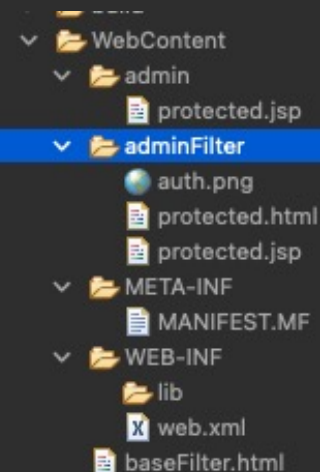 WebContent
admin
protected.jsp
adminFilter
auth.png
protected.html
protected.jsp
META-INF
MANIFEST.MF
WEB-INF
lib
web.xml
baseFilter.html